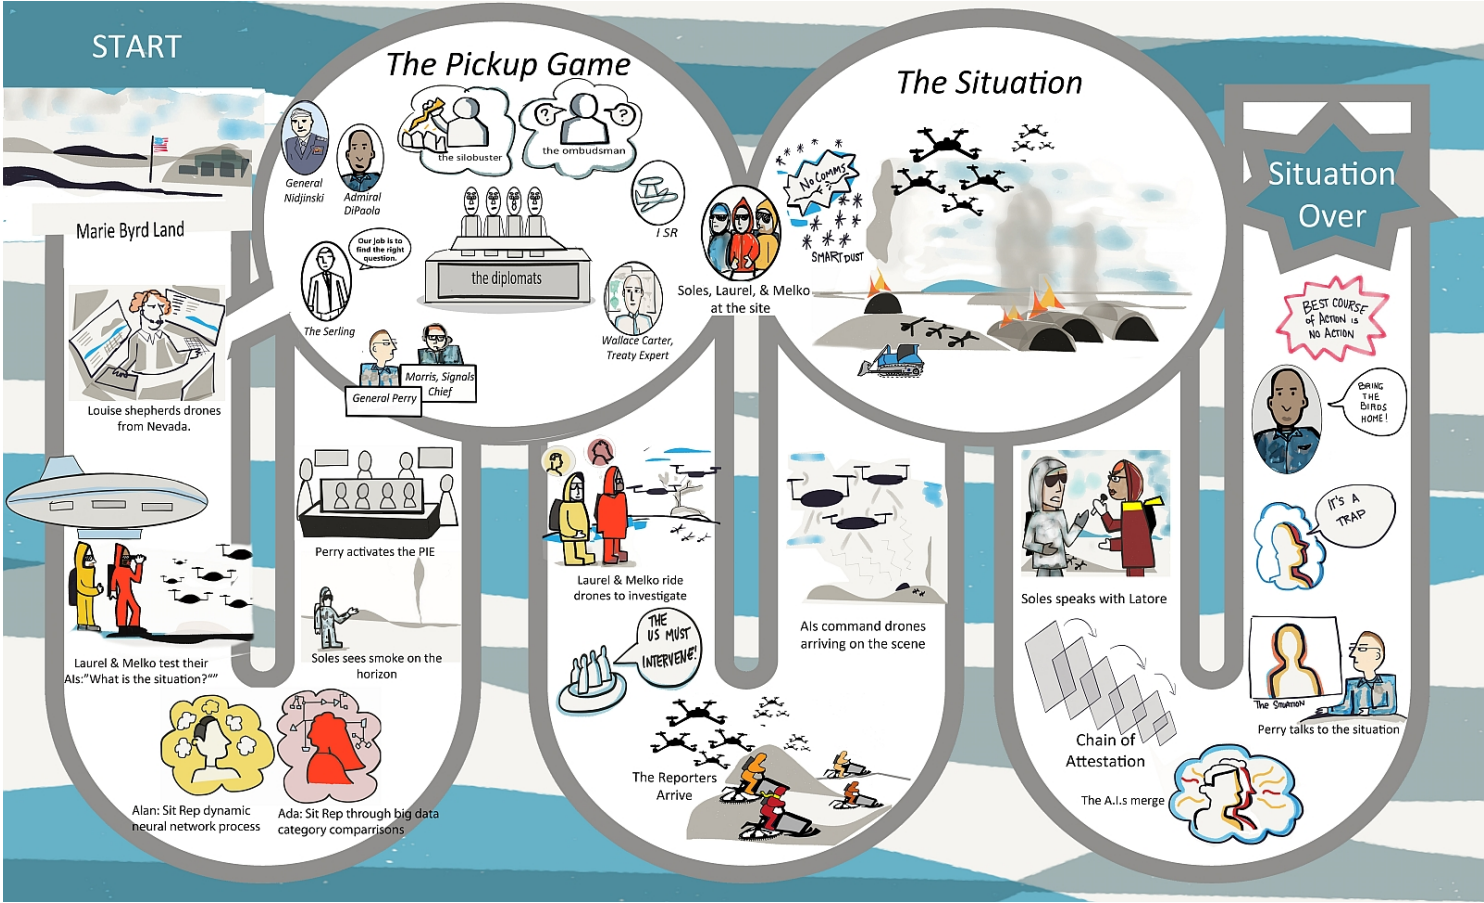 START
Marie Byrd Land
Louise shepherds drones
from Nevada.
Laurel & Melko test their
AIs:"What is the situation?""
Alan: Sit Rep dynamic
neural network process
Ada: Sit Rep through big data
category comparisons
Soles sees smoke on the
horizon
Perry activates the PIE
The Pickup Game
General
Nidjinski
Admiral
DiPaola
the silobuster
the ombudsman
I SR
Our job is to
find the right
question.
The Serling
the diplomats
Wallace Carter,
Treaty Expert
General Perry
Morris, Signals
Chief
Soles, Laurel, & Melko
at the site
Laurel & Melko ride
drones to investigate
THE
US MUST
INTERVENE!
The Reporters
Arrive
AIs command drones
arriving on the scene
The Situation
NO COMMS
SMART DUST
Soles speaks with Latore
Chain of
Attestation
The A.I.s merge
Perry talks to the situation
The SITUATION
IT'S A
TRAP
BRING
THE
BIRDS
HOME!
BEST COURSE
OF ACTION IS
NO ACTION
Situation
Over